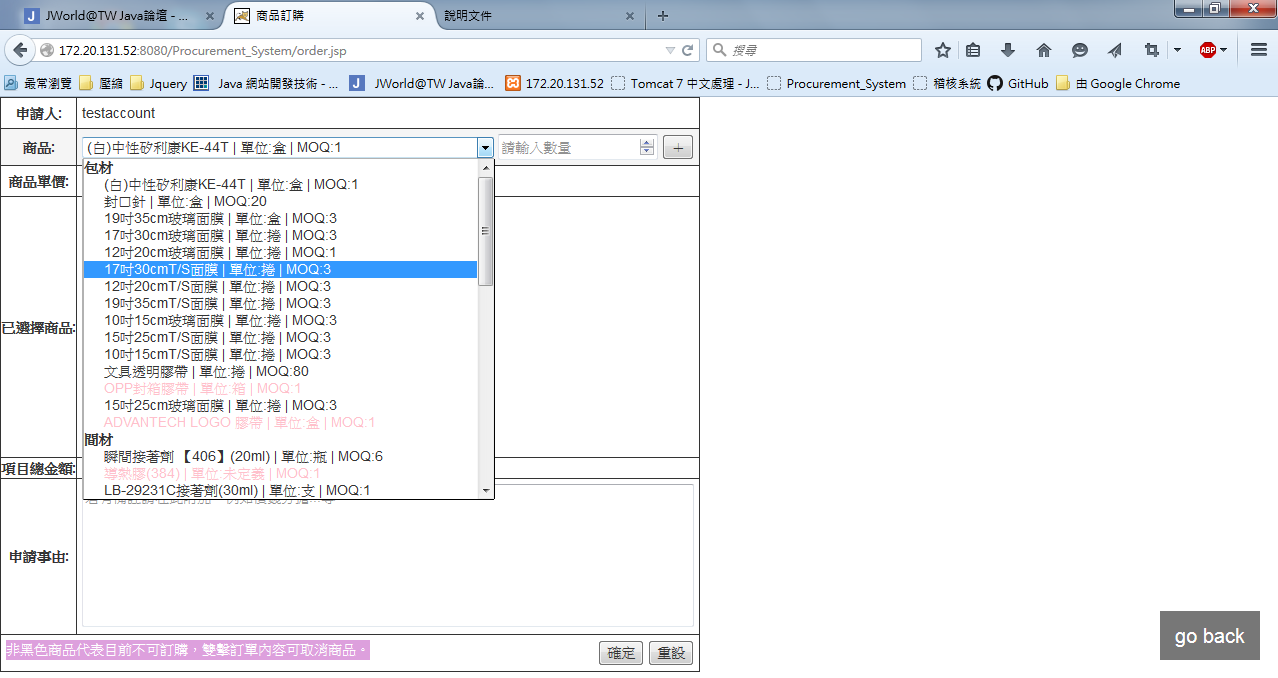 JWorld@TW Java論壇 - ...
商品訂購
說明文件
172.20.131.52:8080/Procurement_System/order.jsp
搜尋
ABP
最常瀏覽
壓縮
Jquery
Java 網站開發技術 - ...
JWorld@TW Java論...
172.20.131.52
Tomcat 7 中文處理 - J...
Procurement_System
稽核系統
GitHub
由 Google Chrome
申請人:
testaccount
商品:
(白)中性矽利康KE-44T | 單位:盒 | MOQ:1
請輸入數量
+
包材
(白)中性矽利康KE-44T | 單位:盒 | MOQ:1
商品單價:
封口針 | 單位:盒 | MOQ:20
19吋35cm玻璃面膜 | 單位:盒 | MOQ:3
17吋30cm玻璃面膜 | 單位:捲 | MOQ:3
12吋20cm玻璃面膜 | 單位:捲 | MOQ:1
17吋30cmT/S面膜 | 單位:捲 | MOQ:3
12吋20cmT/S面膜 | 單位:捲 | MOQ:3
19吋35cmT/S面膜 | 單位:捲 | MOQ:3
10吋15cm玻璃面膜 | 單位:捲 | MOQ:3
已選擇商品:
15吋25cmT/S面膜 | 單位:捲 | MOQ:3
10吋15cmT/S面膜 | 單位:捲 | MOQ:3
文具透明膠帶 | 單位:捲 | MOQ:80
OPP封箱膠帶 | 單位:箱 | MOQ:1
15吋25cm玻璃面膜 | 單位:捲 | MOQ:3
ADVANTECH LOGO 膠帶 | 單位:盒 | MOQ:1
間材
瞬間接著劑 【406】(20ml) | 單位:瓶 | MOQ:6
項目總金額:
導熱膠(384) | 單位:未定義 | MOQ:1
LB-29231C接著劑(30ml) | 單位:支 | MOQ:1
申請事由:
非黑色商品代表目前不可訂購，雙擊訂單內容可取消商品。
確定
重設
go back